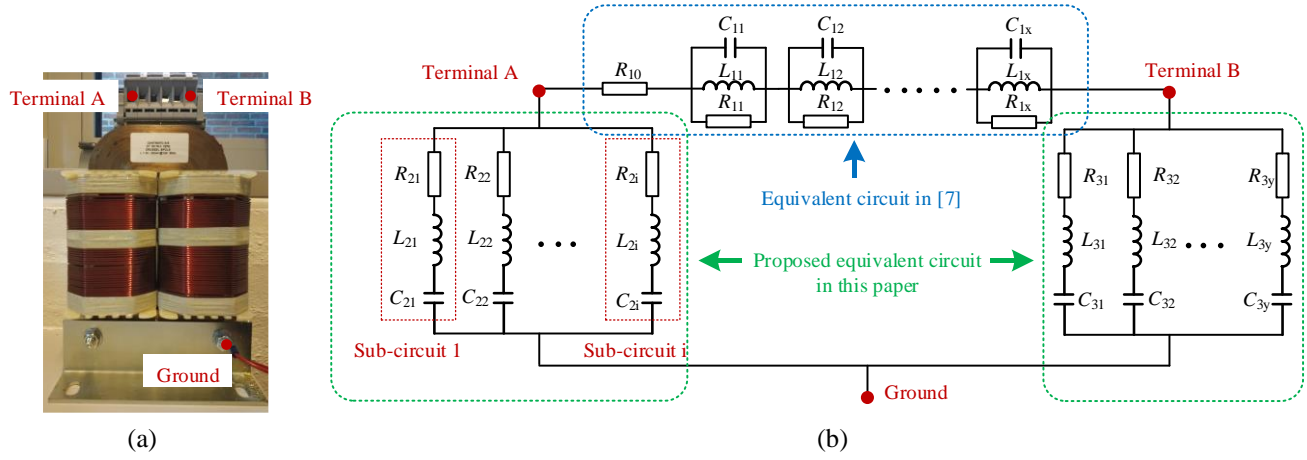 Terminal A
Terminal B
Ground
(a)
Terminal A
Terminal B
R10
C11
L11
R11
C12
L12
R12
C1x
L1x
R1x
Equivalent circuit in [7]
R21
L21
C21
R22
L22
C22
R2i
L2i
C2i
Sub-circuit 1
Sub-circuit i
Proposed equivalent circuit
in this paper
R31
L31
C31
R32
L32
C32
R3y
L3y
C3y
Ground
(b)